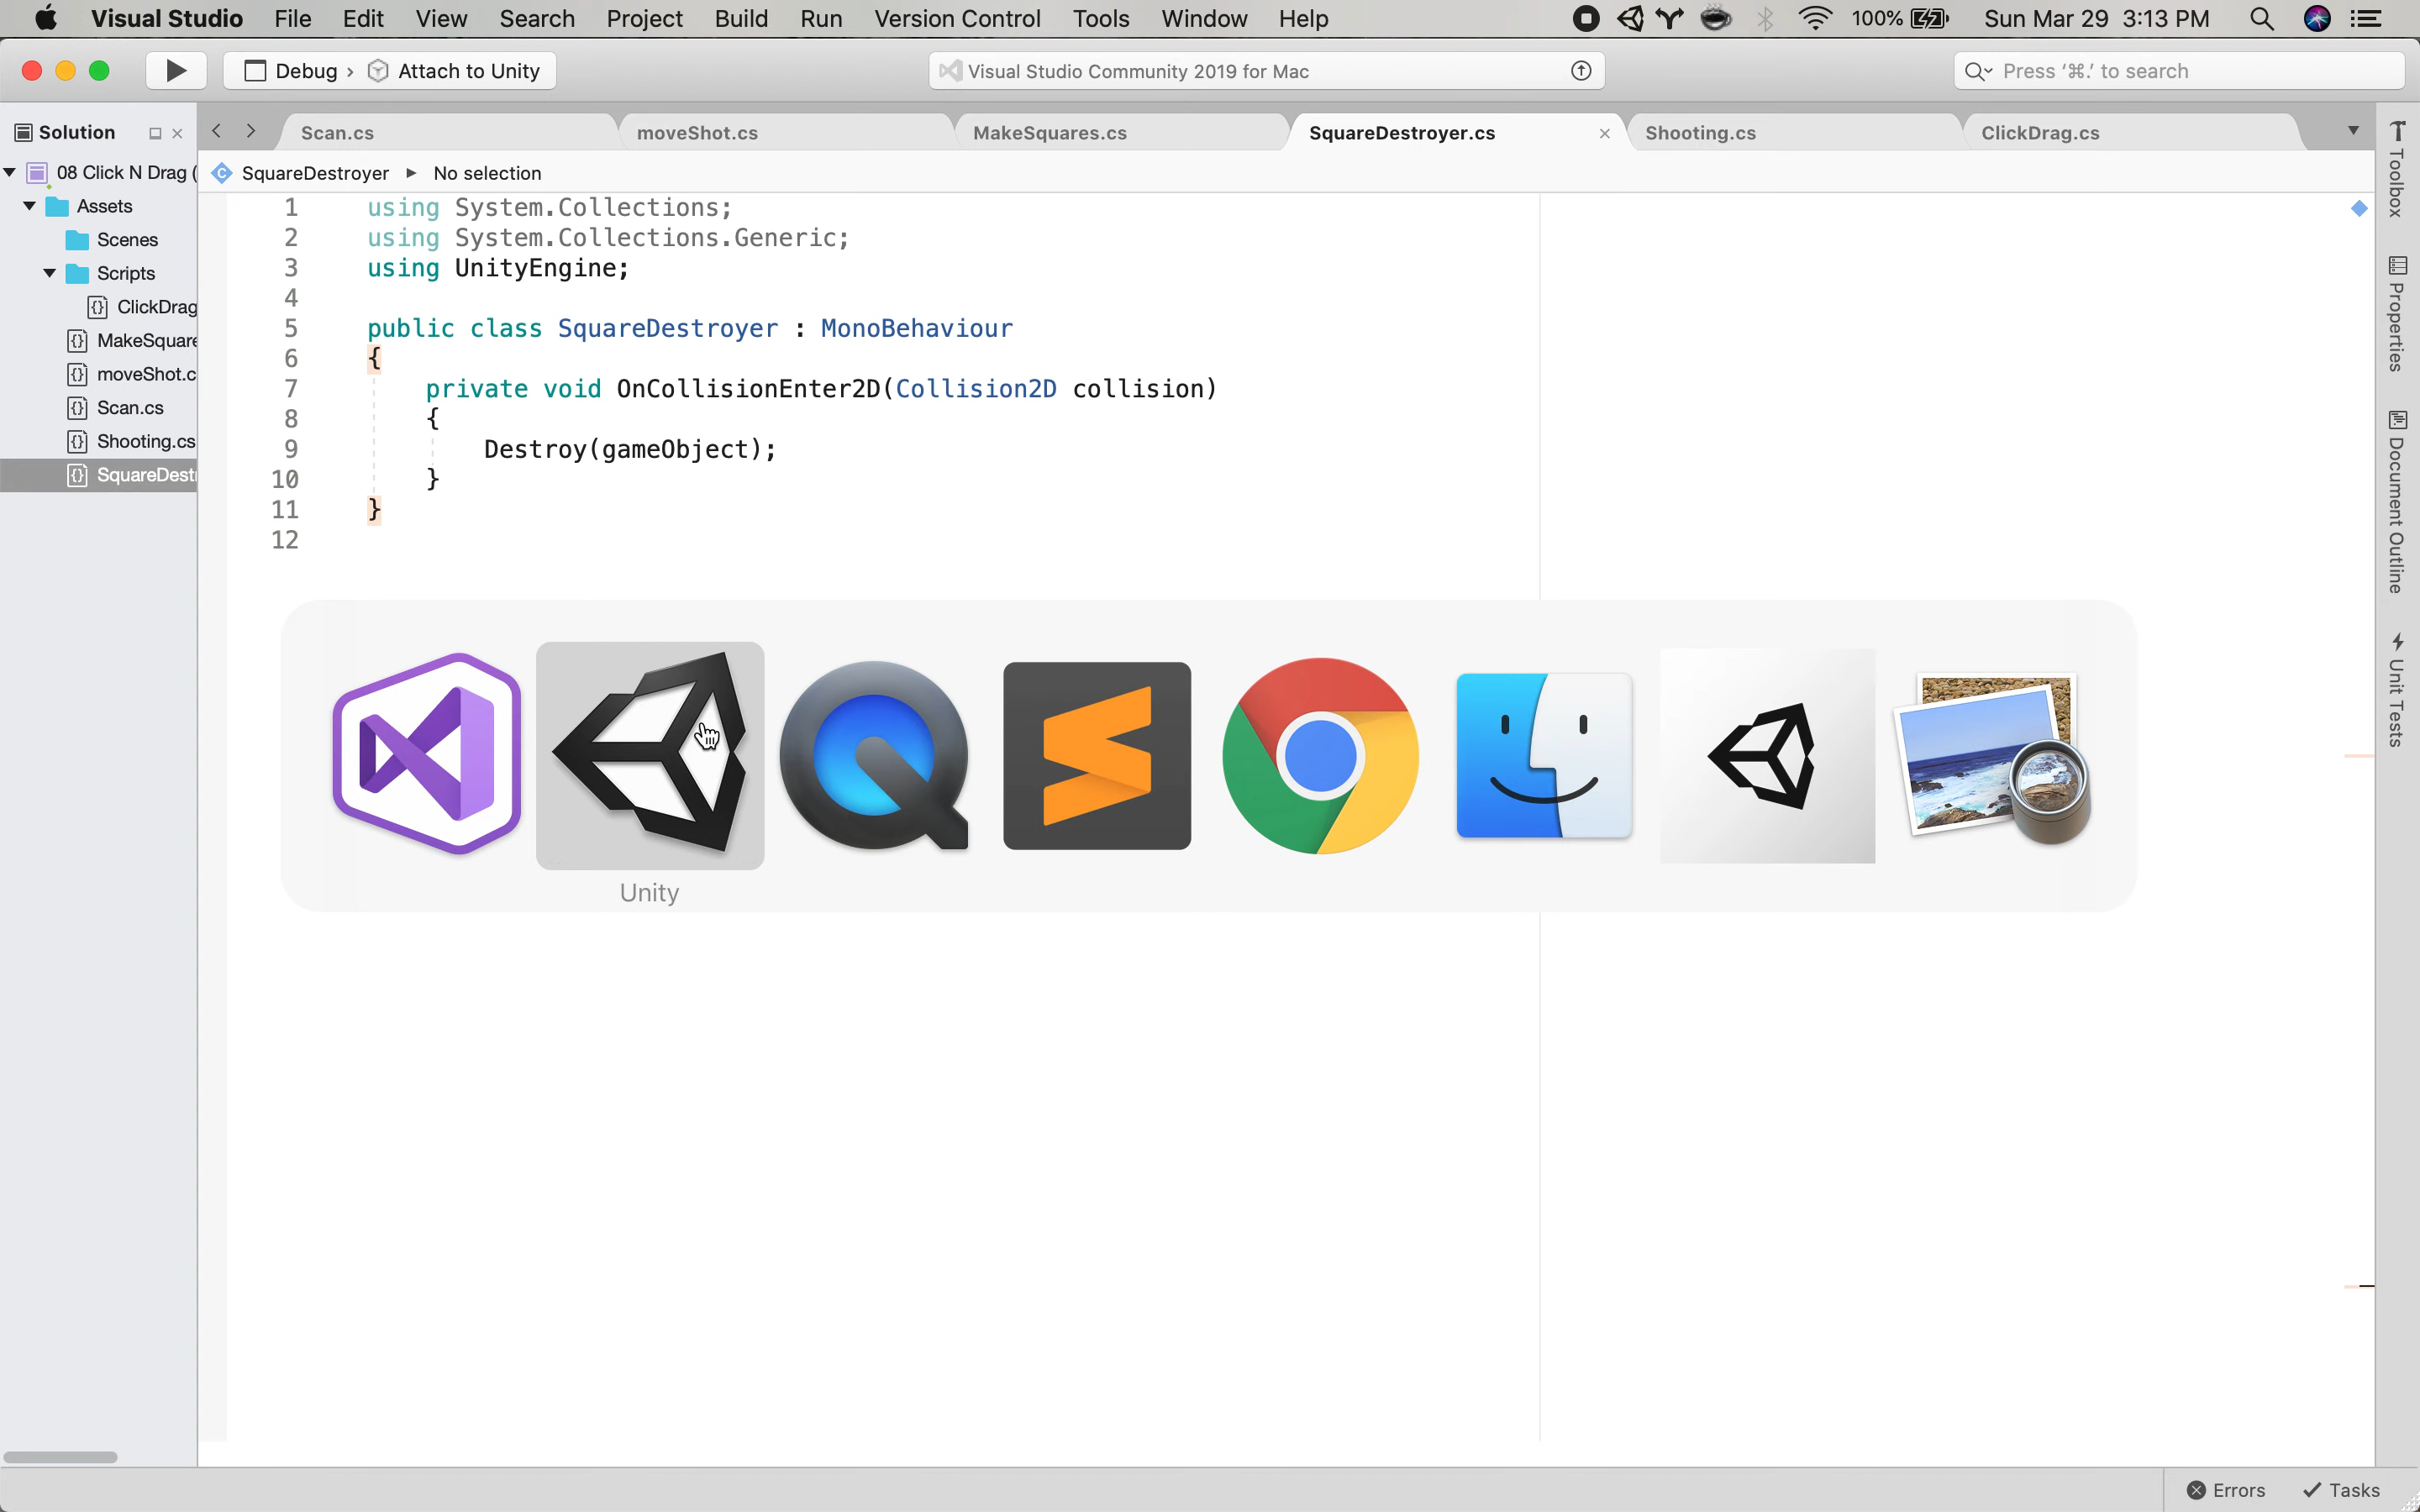 Visual Studio File Edit View Search Project Build Run Version Control Tools Window Help 100% Sun Mar 29 3:13 PM
Debug › Attach to Unity Visual Studio Community 2019 for Mac Press ‘⌘.’ to search
Solution Scan.cs moveShot.cs MakeSquares.cs SquareDestroyer.cs × Shooting.cs ClickDrag.cs
08 Click N Drag (
SquareDestroyer ▸ No selection
Assets
Scenes
Scripts
ClickDrag
MakeSquare
moveShot.c
Scan.cs
Shooting.cs
SquareDest
1 using System.Collections;
2 using System.Collections.Generic;
3 using UnityEngine;
4
5 public class SquareDestroyer : MonoBehaviour
6 {
7 private void OnCollisionEnter2D(Collision2D collision)
8 {
9 Destroy(gameObject);
10 }
11 }
12
Unity
Toolbox
Properties
Document Outline
Unit Tests
Errors Tasks